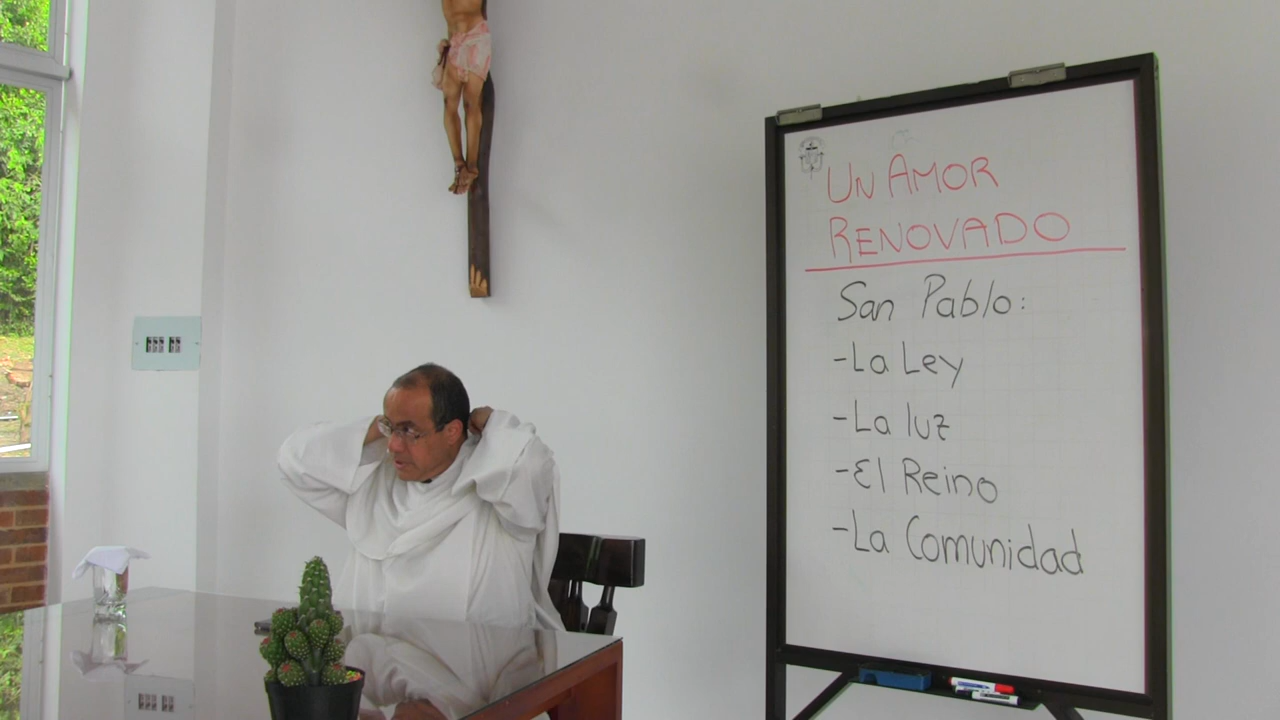 UN AMOR
RENOVADO
San Pablo:
-La Ley
-La luz
-El Reino
-La Comunidad